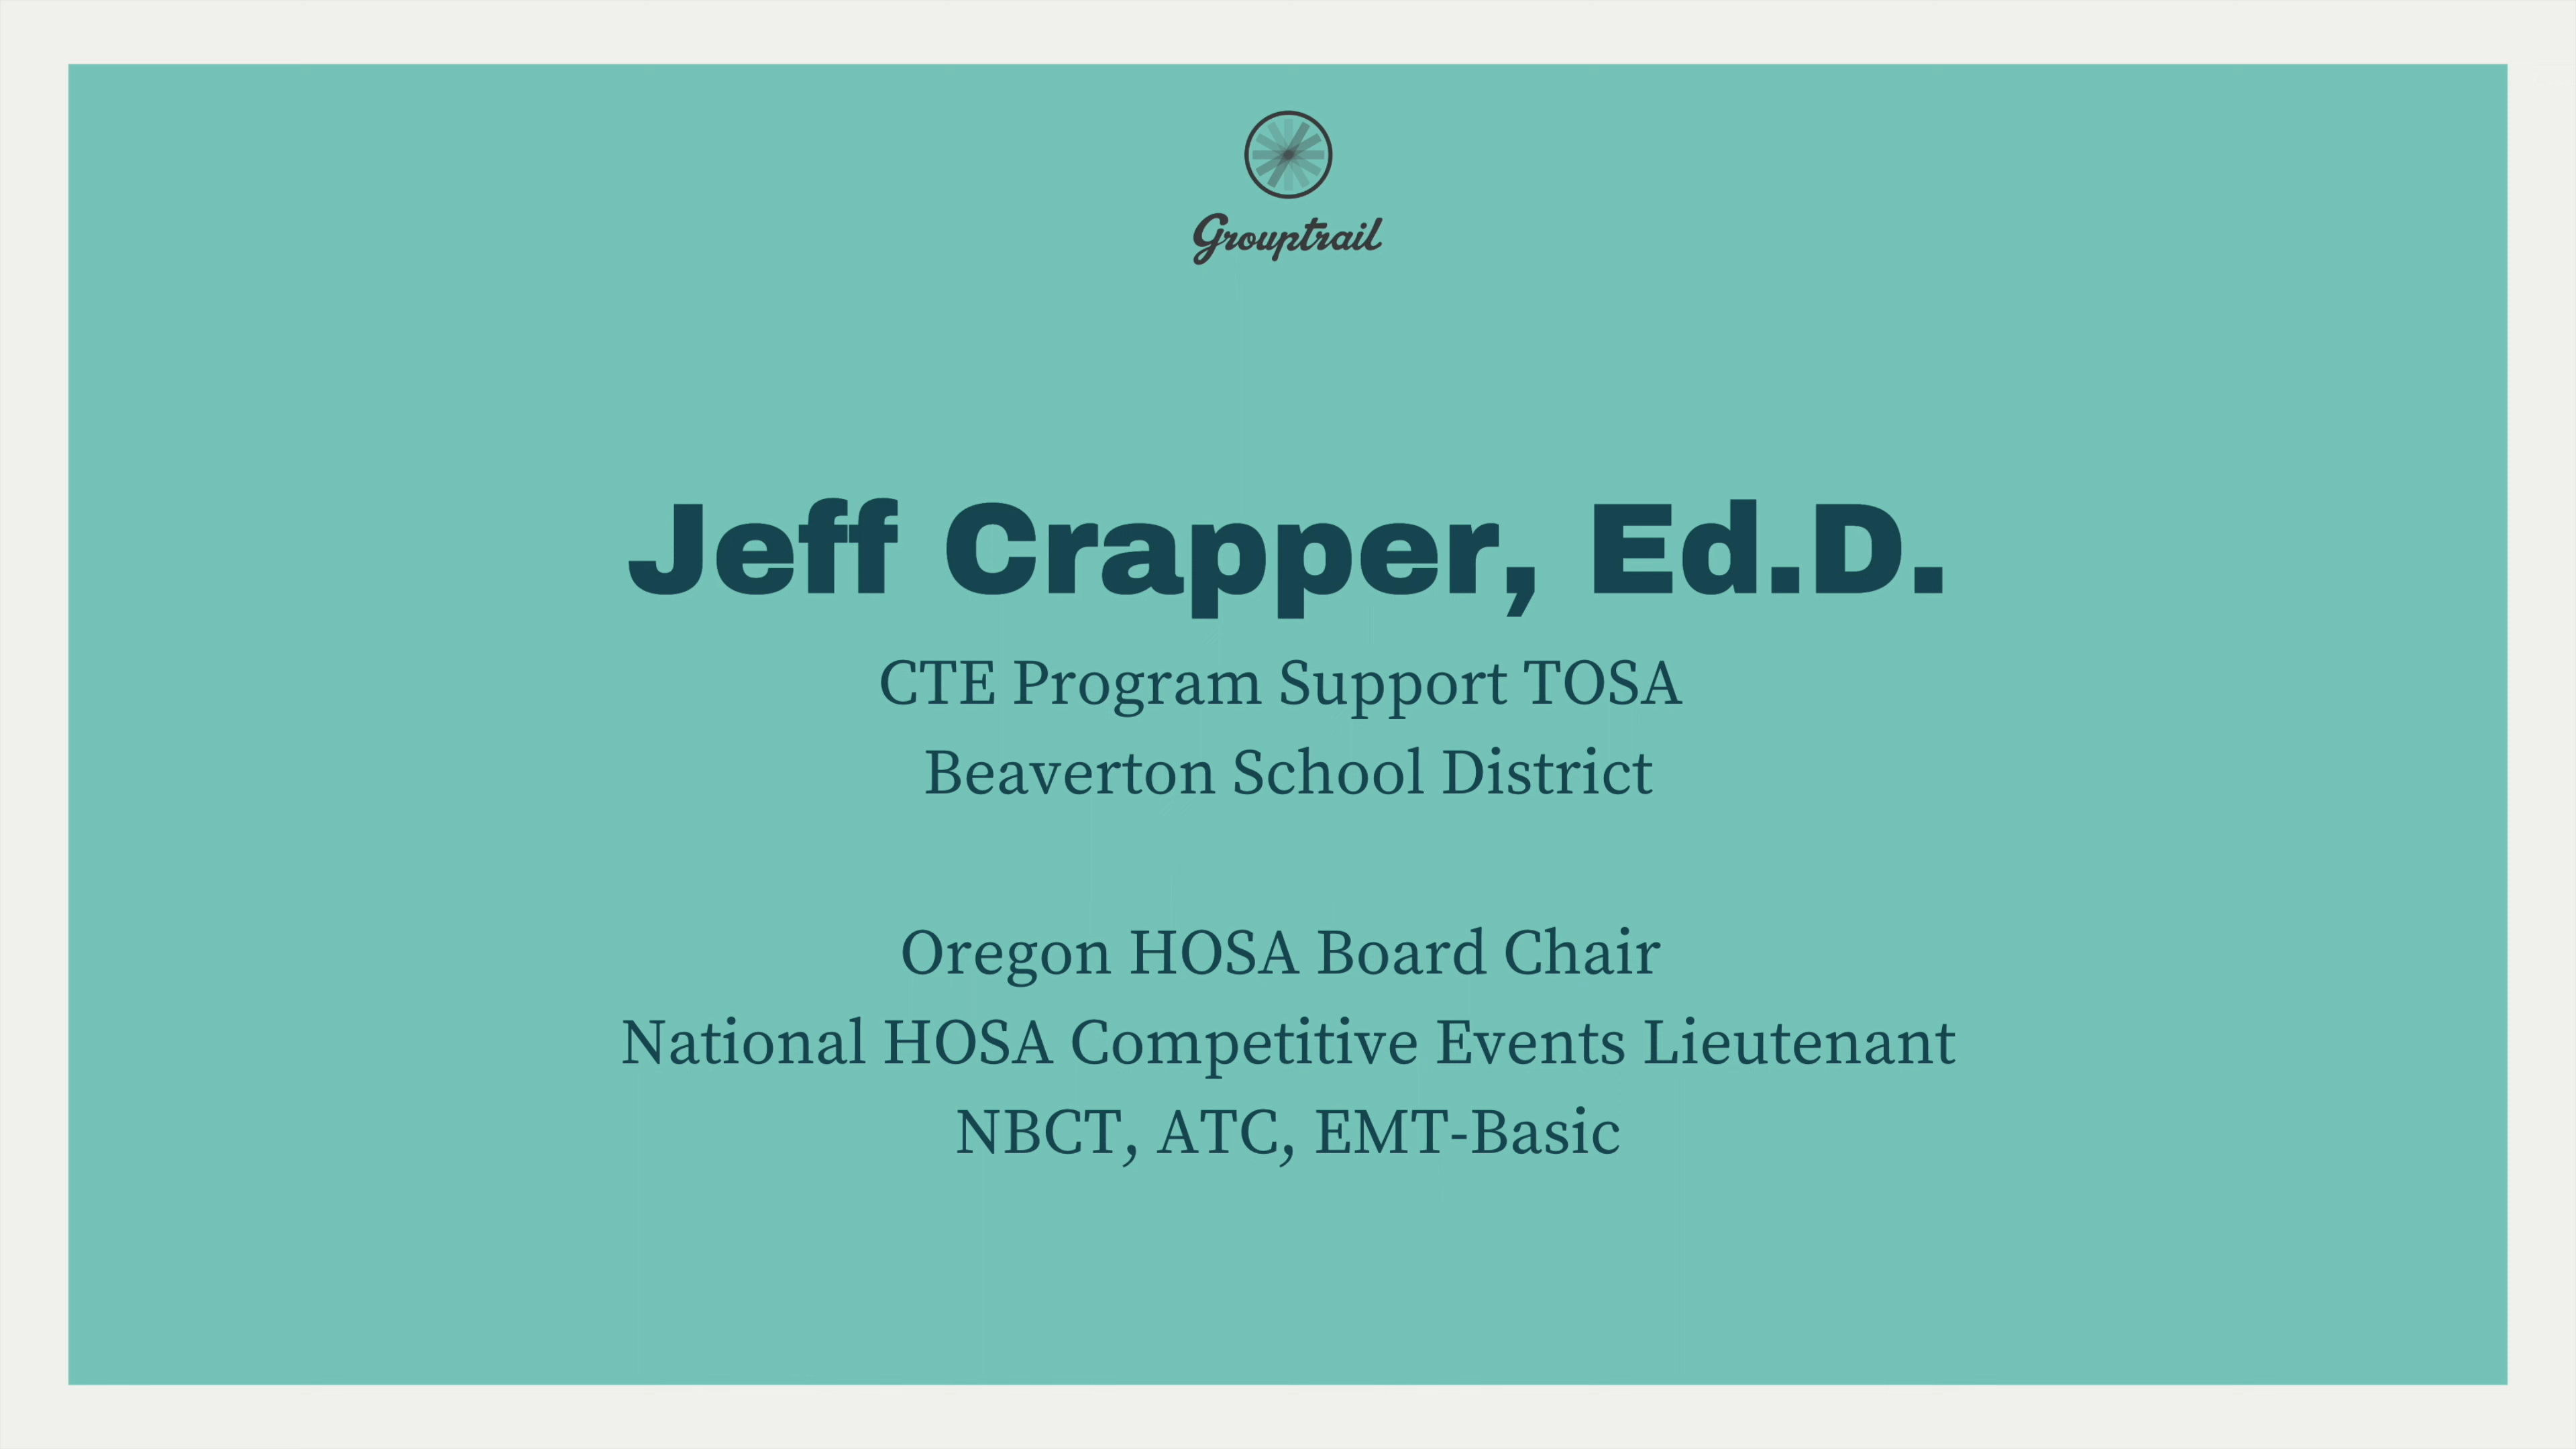 Grouptrail
Jeff Crapper, Ed.D.
CTE Program Support TOSA
Beaverton School District
Oregon HOSA Board Chair
National HOSA Competitive Events Lieutenant
NBCT, ATC, EMT-Basic